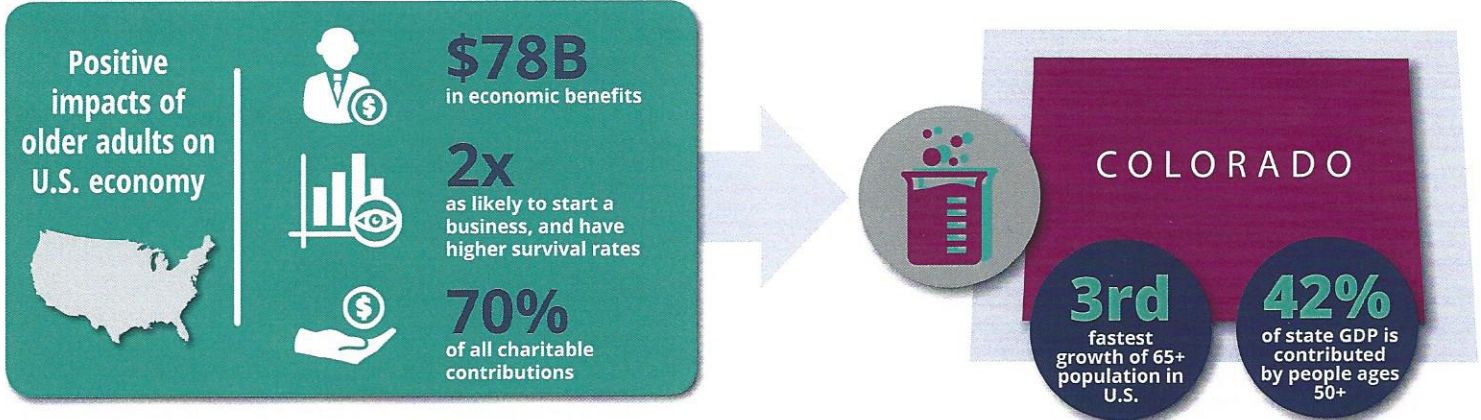 Positive
impacts of
older adults on
U.S. economy
$78B
in economic benefits
2x
as likely to start a
business, and have
higher survival rates
70%
of all charitable
contributions
COLORADO
3rd
fastest
growth of 65+
population in
U.S.
42%
of state GDP is
contributed
by people ages
50+